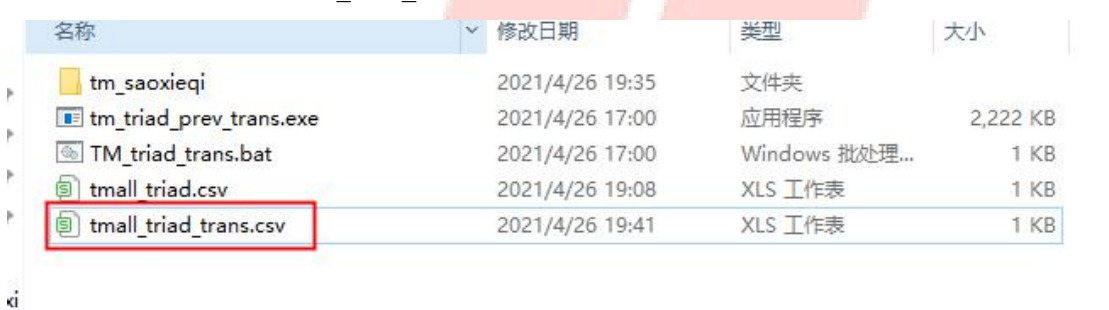 名称 修改日期 类型 大小
tm_saoxieqi 2021/4/26 19:35 文件夹
tm_triad_prev_trans.exe 2021/4/26 17:00 应用程序 2,222 KB
TM_triad_trans.bat 2021/4/26 17:00 Windows 批处理... 1 KB
tmall_triad.csv 2021/4/26 19:08 XLS 工作表 1 KB
tmall_triad_trans.csv 2021/4/26 19:41 XLS 工作表 1 KB
xi